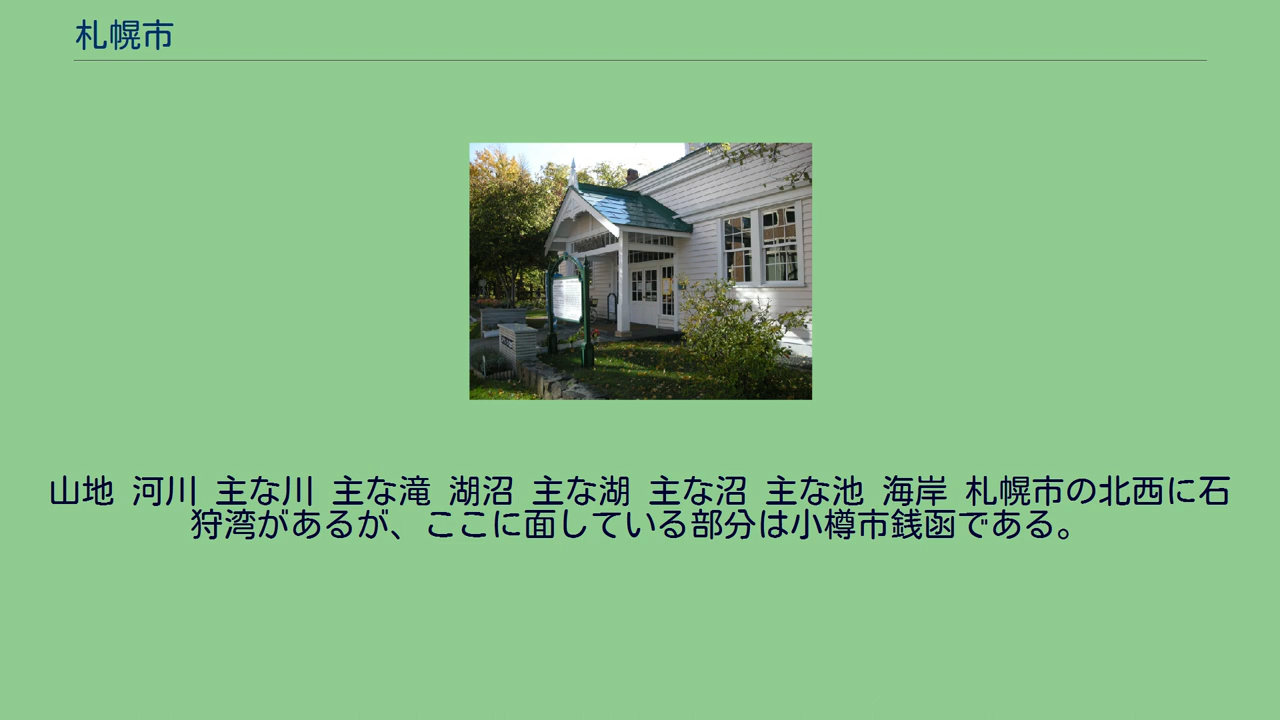 札幌市
山地 河川 主な川 主な滝 湖沼 主な湖 主な沼 主な池 海岸 札幌市の北西に石
狩湾があるが、ここに面している部分は小樽市銭函である。